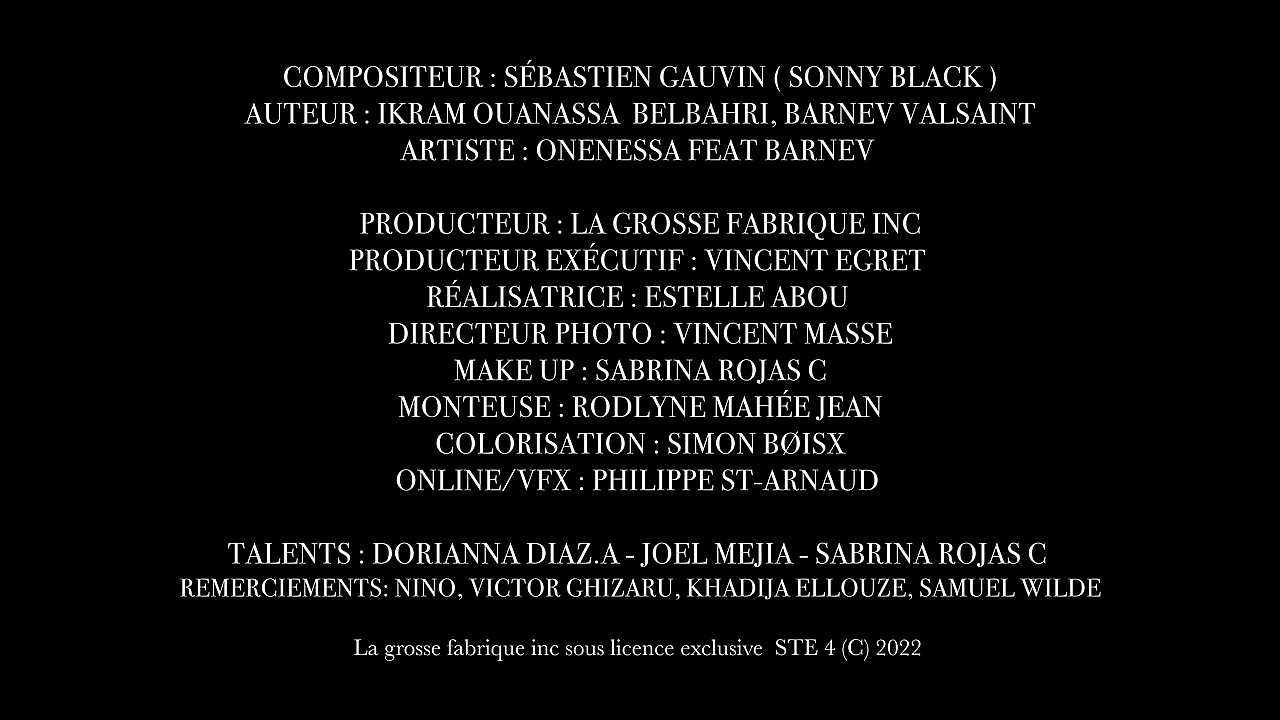 COMPOSITEUR : SÉBASTIEN GAUVIN ( SONNY BLACK )
AUTEUR : IKRAM OUANASSA  BELBAHRI, BARNEV VALSAINT
ARTISTE : ONENESSA FEAT BARNEV
PRODUCTEUR : LA GROSSE FABRIQUE INC
PRODUCTEUR EXÉCUTIF : VINCENT EGRET
RÉALISATRICE : ESTELLE ABOU
DIRECTEUR PHOTO : VINCENT MASSE
MAKE UP : SABRINA ROJAS C
MONTEUSE : RODLYNE MAHÉE JEAN
COLORISATION : SIMON BØISX
ONLINE/VFX : PHILIPPE ST-ARNAUD
TALENTS : DORIANNA DIAZ.A - JOEL MEJIA - SABRINA ROJAS C
REMERCIEMENTS: NINO, VICTOR GHIZARU, KHADIJA ELLOUZE, SAMUEL WILDE
La grosse fabrique inc sous licence exclusive  STE 4 (C) 2022